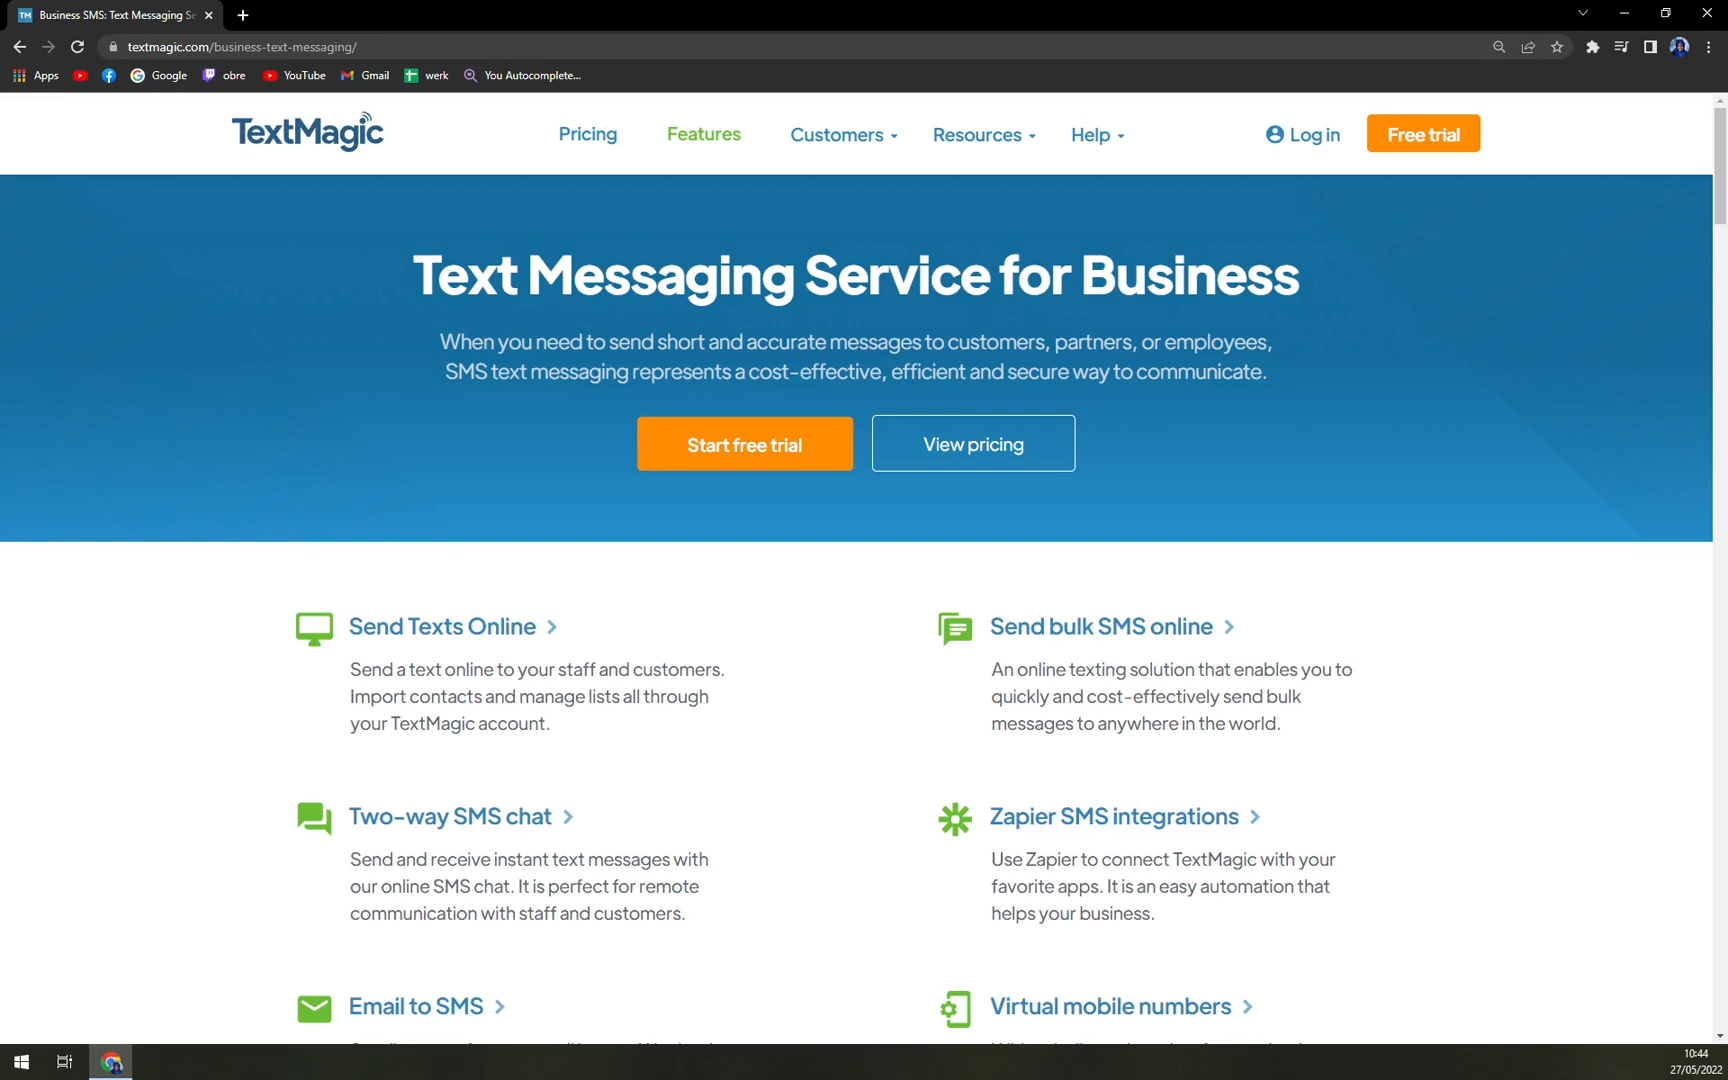 TM Business SMS: Text Messaging Se
textmagic.com/business-text-messaging/
Apps Google obre YouTube Gmail werk You Autocomplete...
TextMagic Pricing Features Customers Resources Help Log in Free trial
Text Messaging Service for Business
When you need to send short and accurate messages to customers, partners, or employees,
SMS text messaging represents a cost-effective, efficient and secure way to communicate.
Start free trial View pricing
Send Texts Online
Send a text online to your staff and customers.
Import contacts and manage lists all through
your TextMagic account.
Send bulk SMS online
An online texting solution that enables you to
quickly and cost-effectively send bulk
messages to anywhere in the world.
Two-way SMS chat
Send and receive instant text messages with
our online SMS chat. It is perfect for remote
communication with staff and customers.
Zapier SMS integrations
Use Zapier to connect TextMagic with your
favorite apps. It is an easy automation that
helps your business.
Email to SMS
Virtual mobile numbers
10:44
27/05/2022